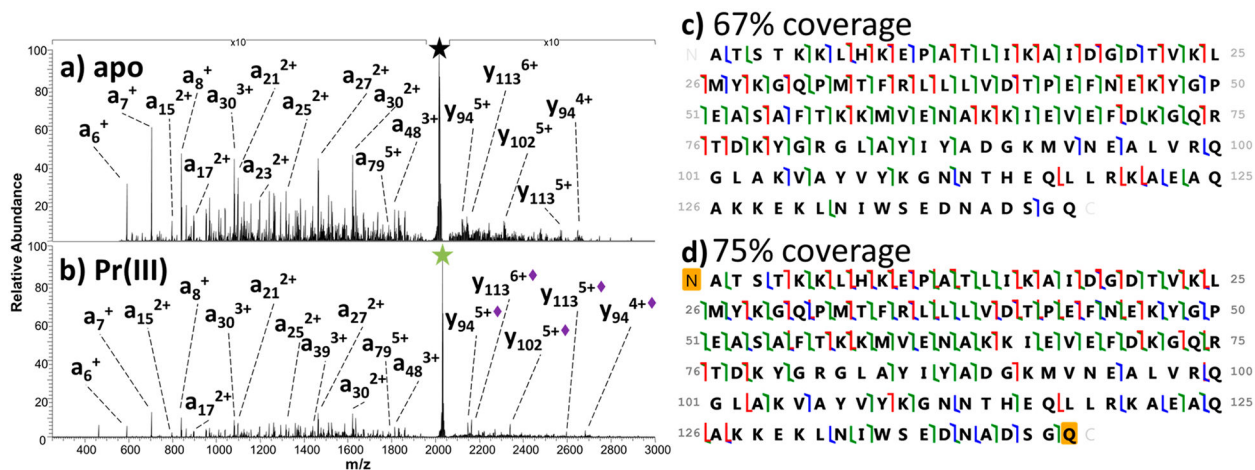 x10
x10
100
80
60
40
20
0
a) apo
a6+
a7+
a15 2+
a8+
a17 2+
a30 3+
a21 2+
a23 2+
a25 2+
a27 2+
a30 2+
a79 5+
a48 3+
y94 5+
y113 6+
y102 5+
y113 5+
y94 4+
Relative Abundance
100
80
60
40
20
0
b) Pr(III)
a6+
a7+
a15 2+
a8+
a17 2+
a30 3+
a21 2+
a25 2+
a39 3+
a27 2+
a30 2+
a79 5+
a48 3+
y94 5+
y113 6+
y102 5+
y113 5+
y94 4+
400 600 800 1000 1200 1400 1600 1800 2000 2200 2400 2600 2800 3000
m/z
c) 67% coverage
N A T S T K K L H K E P A T L I K A I D G D T V K L 25
26 M Y K G Q P M T F R L L L V D T P E F N E K Y G P 50
51 E A S A F T K K M V E N A K K I E V E F D K G Q R 75
76 T D K Y G R G L A Y I Y A D G K M V N E A L V R Q 100
101 G L A K V A Y V Y K G N N T H E Q L L R K A E A Q 125
126 A K K E K L N I W S E D N A D S G Q C
d) 75% coverage
N A T S T K K L H K E P A T L I K A I D G D T V K L 25
26 M Y K G Q P M T F R L L L V D T P E F N E K Y G P 50
51 E A S A F T K K M V E N A K K I E V E F D K G Q R 75
76 T D K Y G R G L A Y I Y A D G K M V N E A L V R Q 100
101 G L A K V A Y V Y K G N N T H E Q L L R K A E A Q 125
126 A K K E K L N I W S E D N A D S G Q C